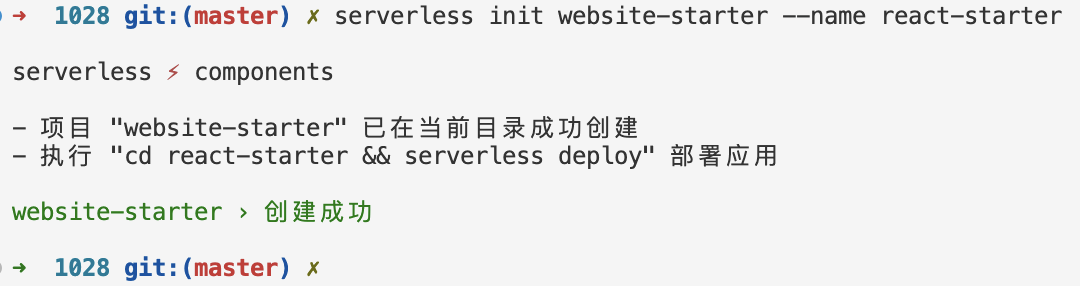 ➜  1028 git:(master) ✗ serverless init website-starter --name react-starter
serverless ⚡ components
- 项目 "website-starter" 已在当前目录成功创建
- 执行 "cd react-starter && serverless deploy" 部署应用
website-starter › 创建成功
➜  1028 git:(master) ✗